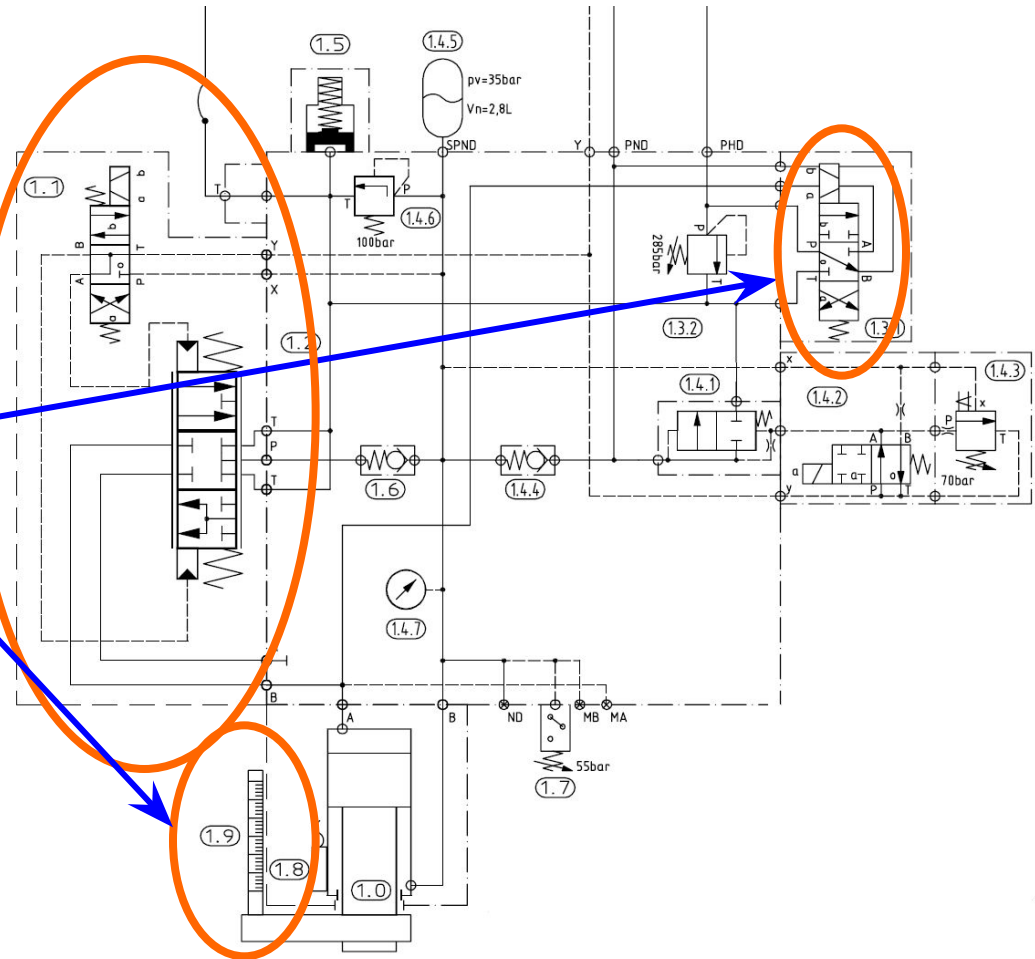 1.5
1.4.5
pv=35bar
Vn=2,8L
SPND
Y
PND
PHD
1.1
b
a
T
P
T
1.4.6
100bar
b
a
B
T
b
A
o
P
a
Y
X
285bar
P
T
1.3.2
b
P
A
T
o
B
a
1.3.1
1.2
x
1.4.1
1.4.2
1.4.3
x
P
T
A
B
a
a
o
P
T
70bar
y
T
P
T
1.6
1.4.4
1.4.7
B
A
B
ND
MB
MA
55bar
1.7
1.9
1.8
1.0